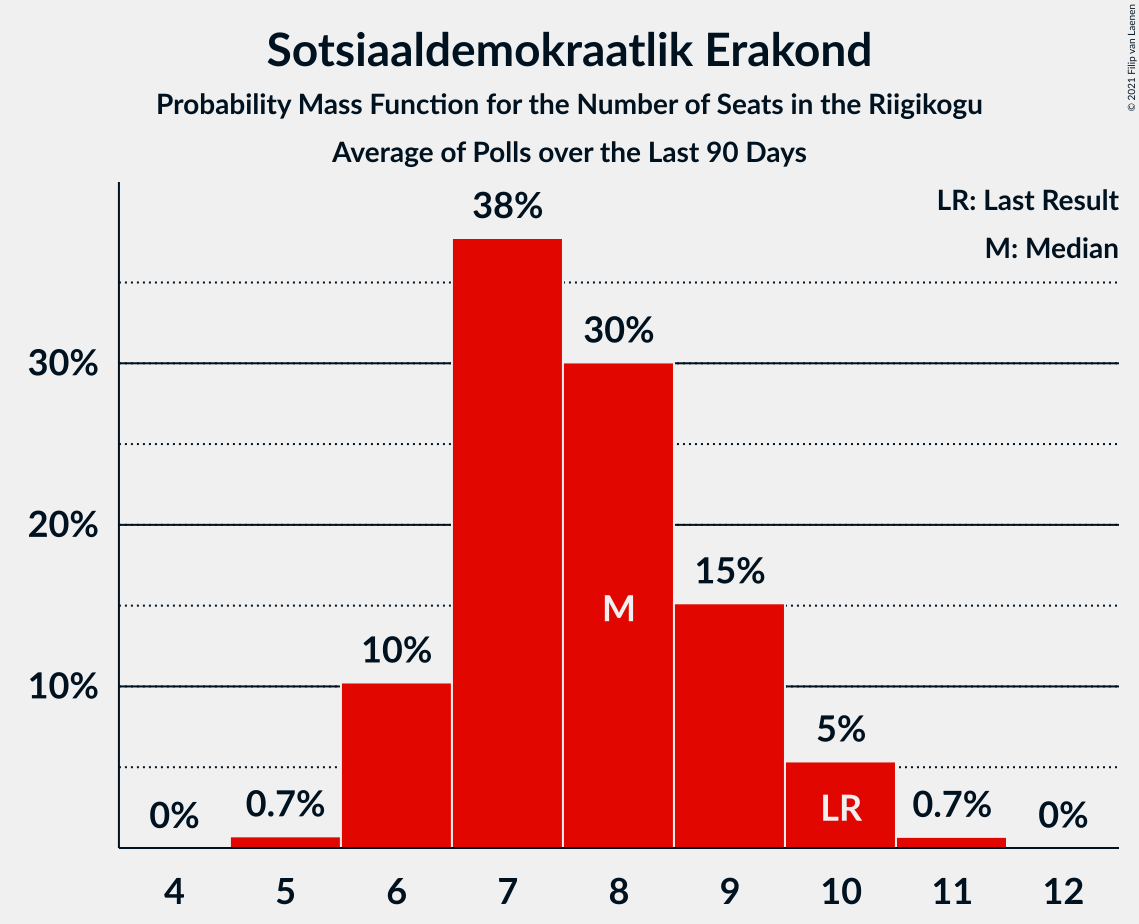 Sotsiaaldemokraatlik Erakond
Probability Mass Function for the Number of Seats in the Riigikogu
Average of Polls over the Last 90 Days
© 2021 Filip van Laenen
LR: Last Result
M: Median
38%
30%
30%
20%
15%
M
10%
10%
5%
LR
0%
0.7%
0.7%
0%
4 5 6 7 8 9 10 11 12